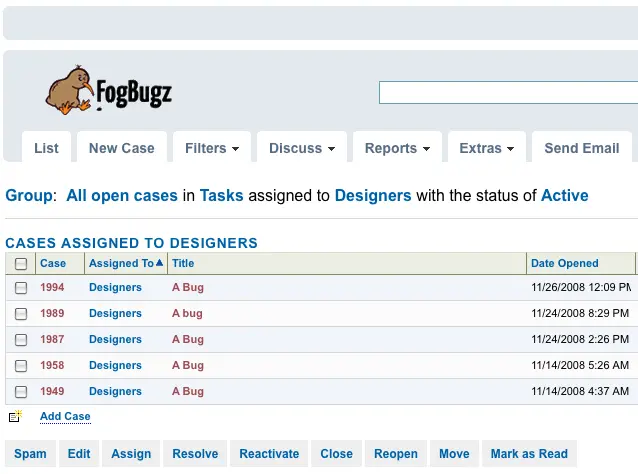 FogBugz
List New Case Filters Discuss Reports Extras Send Email
Group: All open cases in Tasks assigned to Designers with the status of Active
CASES ASSIGNED TO DESIGNERS
Case Assigned To Title Date Opened
1994 Designers A Bug 11/26/2008 12:09 PM
1989 Designers A bug 11/24/2008 8:29 PM
1987 Designers A Bug 11/24/2008 2:26 PM
1958 Designers A Bug 11/14/2008 5:26 AM
1949 Designers A Bug 11/14/2008 4:37 AM
Add Case
Spam Edit Assign Resolve Reactivate Close Reopen Move Mark as Read